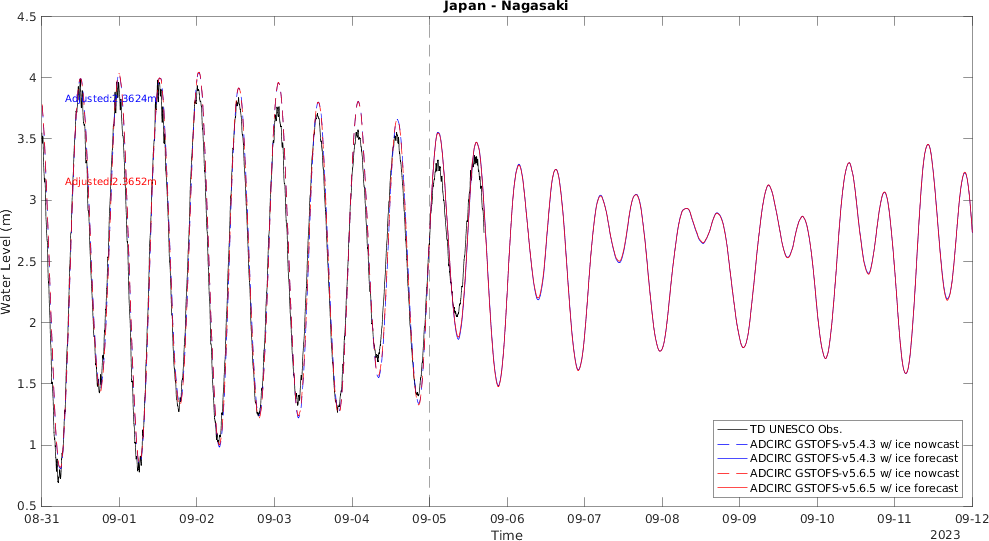 Japan - Nagasaki
Water Level (m)
4.5
4
3.5
3
2.5
2
1.5
1
0.5
Adjusted:2.3624m
Adjusted:2.3652m
TD UNESCO Obs.
ADCIRC GSTOFS-v5.4.3 w/ ice nowcast
ADCIRC GSTOFS-v5.4.3 w/ ice forecast
ADCIRC GSTOFS-v5.6.5 w/ ice nowcast
ADCIRC GSTOFS-v5.6.5 w/ ice forecast
08-31 09-01 09-02 09-03 09-04 09-05 09-06 09-07 09-08 09-09 09-10 09-11 09-12
Time
2023